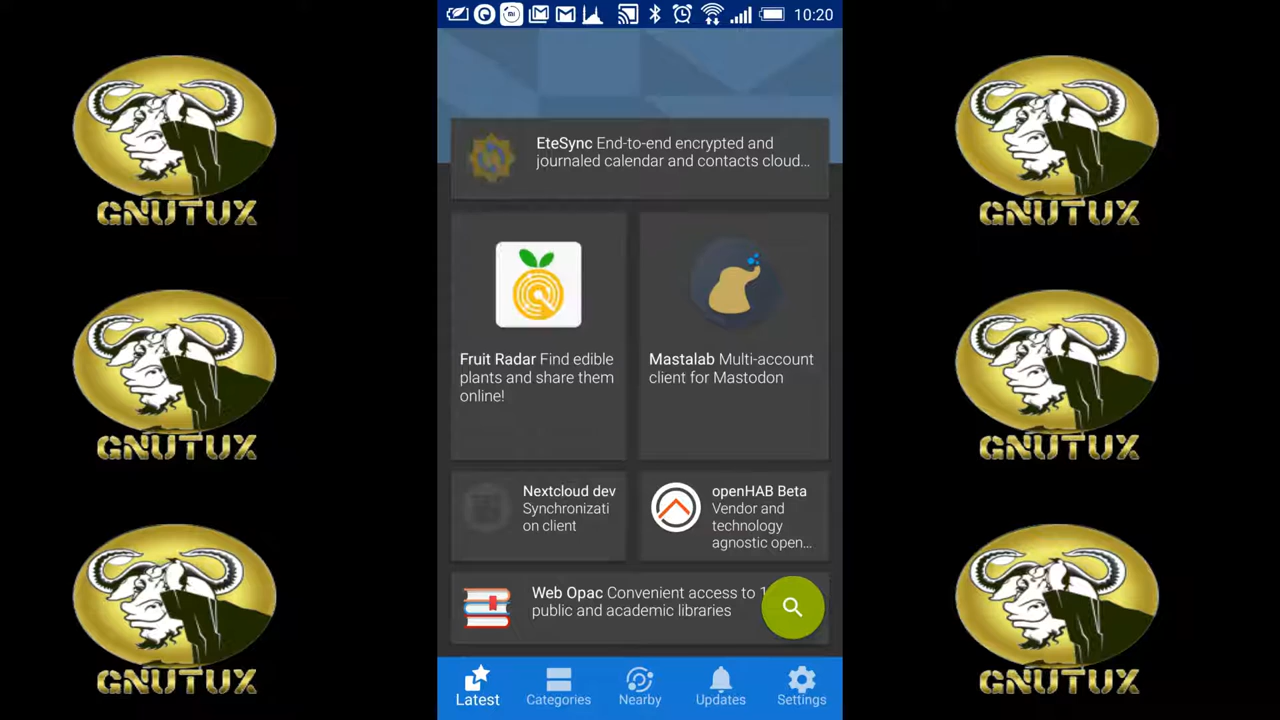 10:20
EteSync End-to-end encrypted and
journaled calendar and contacts cloud...
Fruit Radar Find edible
plants and share them
online!
Mastalab Multi-account
client for Mastodon
Nextcloud dev
Synchronizati
on client
openHAB Beta
Vendor and
technology
agnostic open...
Web Opac Convenient access to 1
public and academic libraries
Latest
Categories
Nearby
Updates
Settings
GNUTUX
GNUTUX
GNUTUX
GNUTUX
GNUTUX
GNUTUX